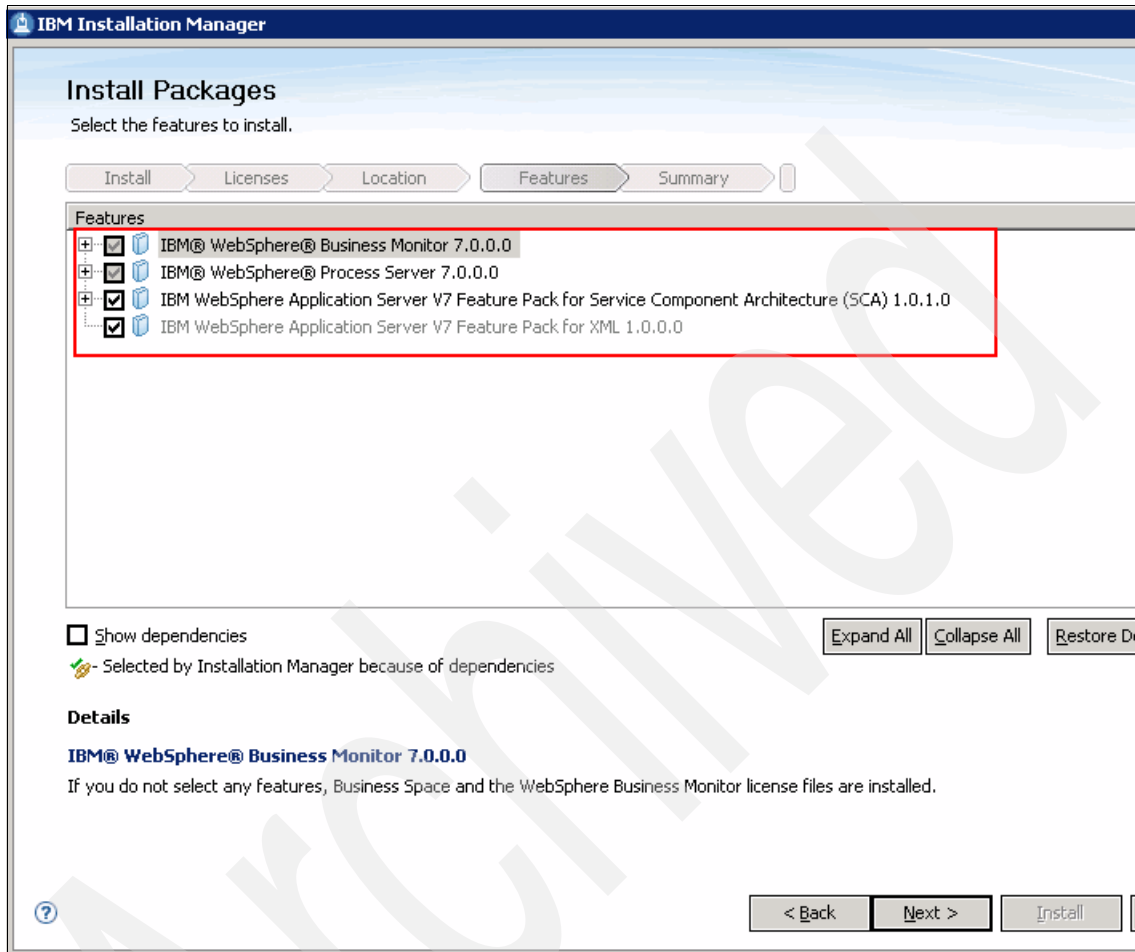 IBM Installation Manager
Install Packages
Select the features to install.
Install Licenses Location Features Summary
Features
IBM® WebSphere® Business Monitor 7.0.0.0
IBM® WebSphere® Process Server 7.0.0.0
IBM WebSphere Application Server V7 Feature Pack for Service Component Architecture (SCA) 1.0.1.0
IBM WebSphere Application Server V7 Feature Pack for XML 1.0.0.0
Show dependencies
Expand All Collapse All Restore De
- Selected by Installation Manager because of dependencies
Details
IBM® WebSphere® Business Monitor 7.0.0.0
If you do not select any features, Business Space and the WebSphere Business Monitor license files are installed.
? < Back Next > Install
Archived